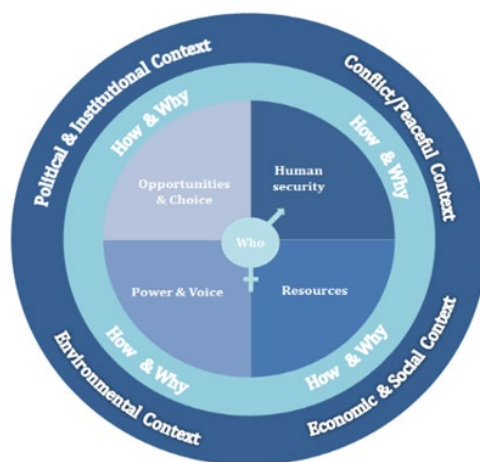 Political & Institutional Context
Conflict/Peaceful Context
How & Why
How & Why
Opportunities
& Choice
Human
security
Who
Power & Voice
Resources
How & Why
How & Why
Environmental Context
Economic & Social Context